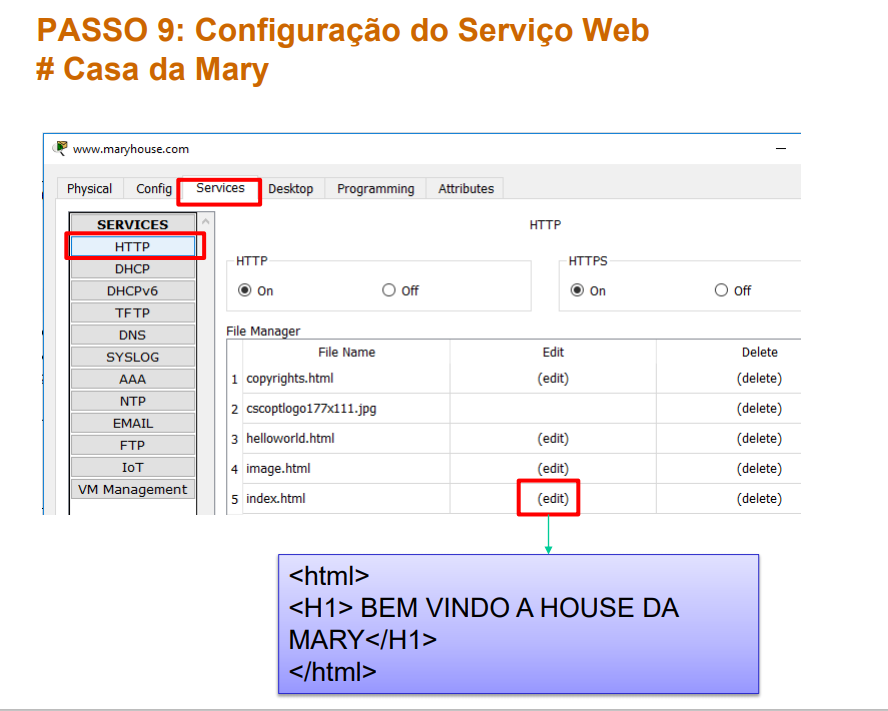 PASSO 9: Configuração do Serviço Web
# Casa da Mary
www.maryhouse.com
Physical Config Services Desktop Programming Attributes
SERVICES
HTTP
DHCP
DHCPv6
TFTP
DNS
SYSLOG
AAA
NTP
EMAIL
FTP
IoT
VM Management
HTTP
HTTP
On Off
HTTPS
On Off
File Manager
File Name Edit Delete
1 copyrights.html (edit) (delete)
2 cscoptlogo177x111.jpg (delete)
3 helloworld.html (edit) (delete)
4 image.html (edit) (delete)
5 index.html (edit) (delete)
<html>
<H1> BEM VINDO A HOUSE DA
MARY</H1>
</html>